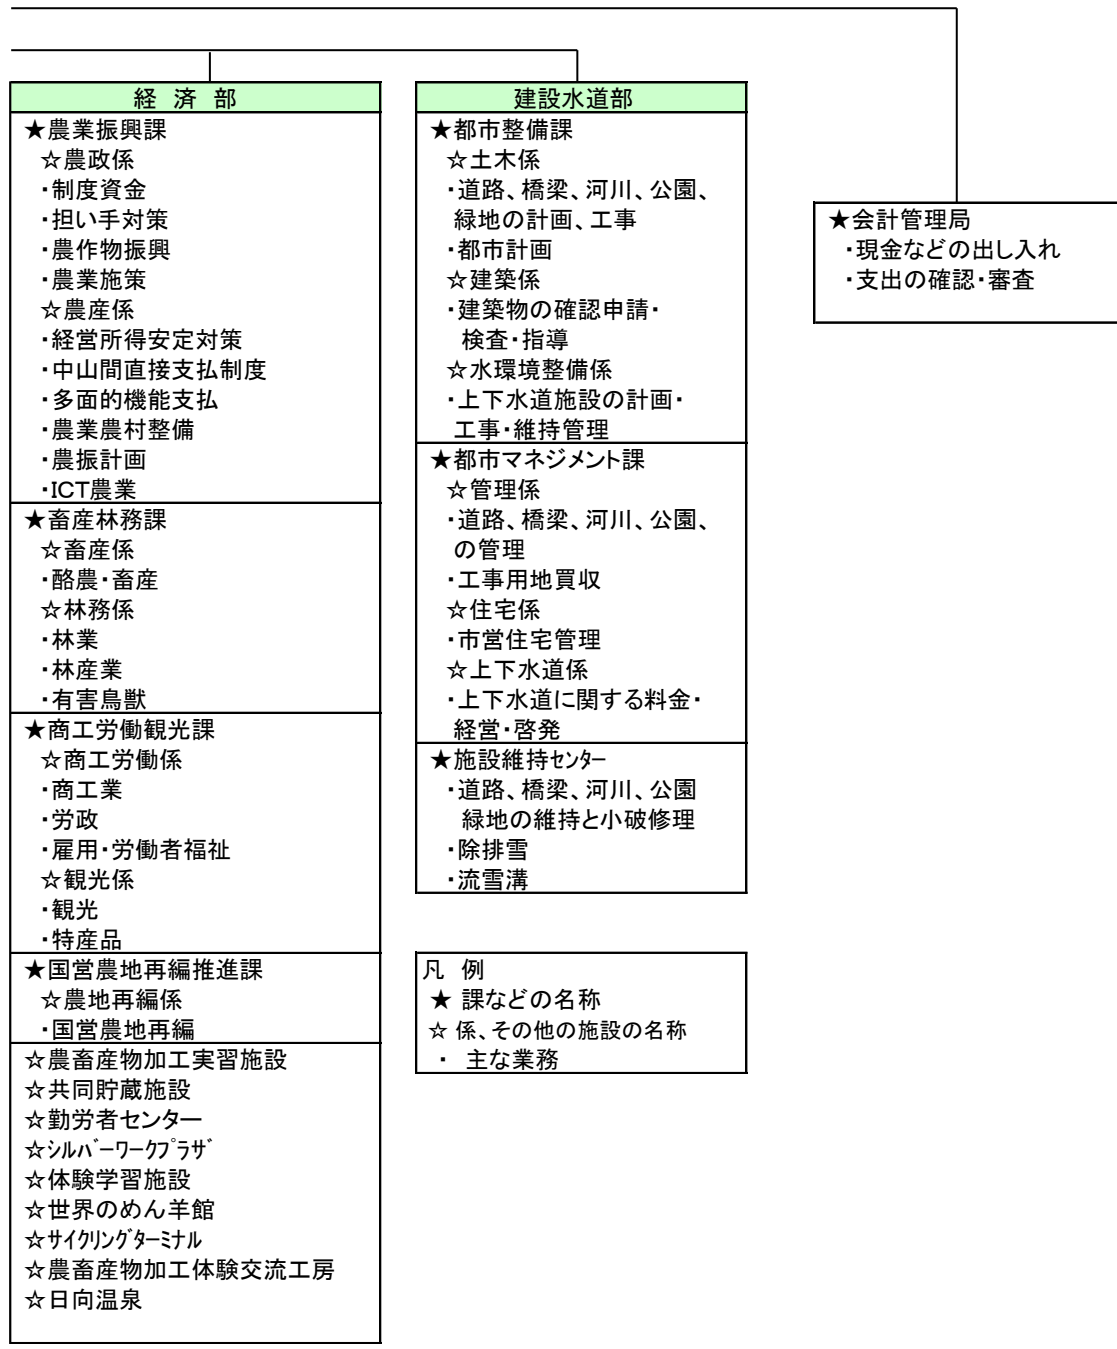 経 済 部
★農業振興課
☆農政係
・制度資金
・担い手対策
・農作物振興
・農業施策
☆農産係
・経営所得安定対策
・中山間直接支払制度
・多面的機能支払
・農業農村整備
・農振計画
・ICT農業
★畜産林務課
☆畜産係
・酪農・畜産
☆林務係
・林業
・林産業
・有害鳥獣
★商工労働観光課
☆商工労働係
・商工業
・労政
・雇用・労働者福祉
☆観光係
・観光
・特産品
★国営農地再編推進課
☆農地再編係
・国営農地再編
☆農畜産物加工実習施設
☆共同貯蔵施設
☆勤労者センター
☆ｼﾙﾊﾞｰﾜｰｸﾌﾟﾗｻﾞ
☆体験学習施設
☆世界のめん羊館
☆ｻｲｸﾘﾝｸﾞﾀｰﾐﾅﾙ
☆農畜産物加工体験交流工房
☆日向温泉
建設水道部
★都市整備課
☆土木係
・道路、橋梁、河川、公園、
緑地の計画、工事
・都市計画
☆建築係
・建築物の確認申請・
検査・指導
☆水環境整備係
・上下水道施設の計画・
工事・維持管理
★都市マネジメント課
☆管理係
・道路、橋梁、河川、公園、
の管理
・工事用地買収
☆住宅係
・市営住宅管理
☆上下水道係
・上下水道に関する料金・
経営・啓発
★施設維持ｾﾝﾀｰ
・道路、橋梁、河川、公園
緑地の維持と小破修理
・除排雪
・流雪溝
凡 例
★ 課などの名称
☆ 係、その他の施設の名称
・ 主な業務
★会計管理局
・現金などの出し入れ
・支出の確認・審査